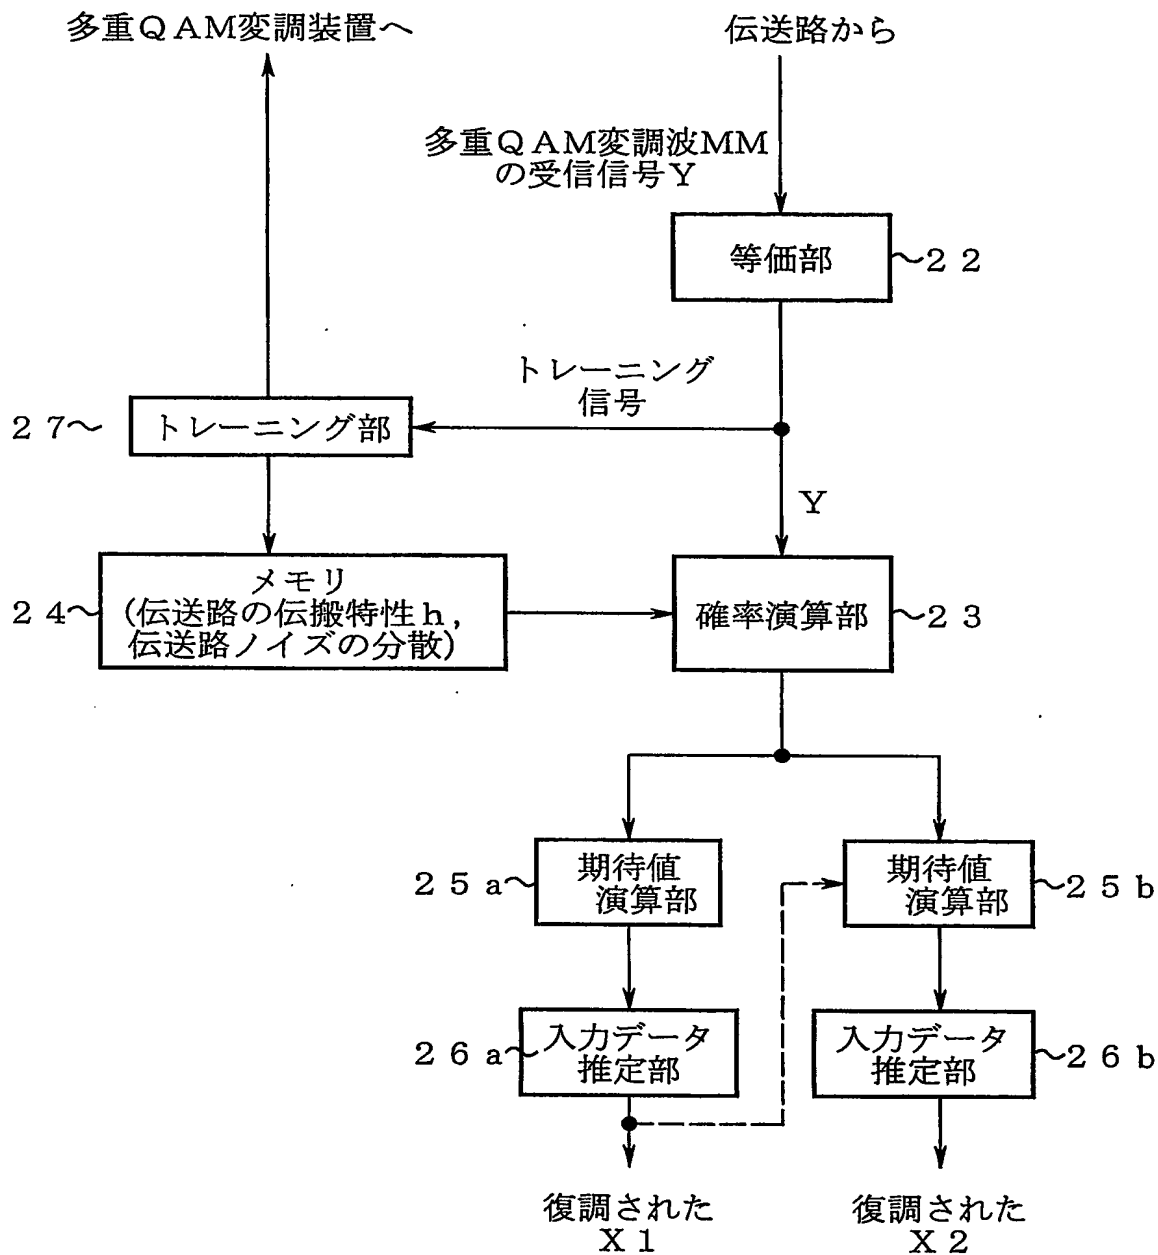 多重ＱＡＭ変調装置へ
伝送路から
多重ＱＡＭ変調波MM
の受信信号Ｙ
等価部
２２
トレーニング
信号
２７
トレーニング部
Ｙ
メモリ
(伝送路の伝搬特性ｈ，
伝送路ノイズの分散)
２４
確率演算部
２３
２５a
期待値
演算部
期待値
演算部
２５b
２６a
入力データ
推定部
入力データ
推定部
２６b
復調された
Ｘ１
復調された
Ｘ２